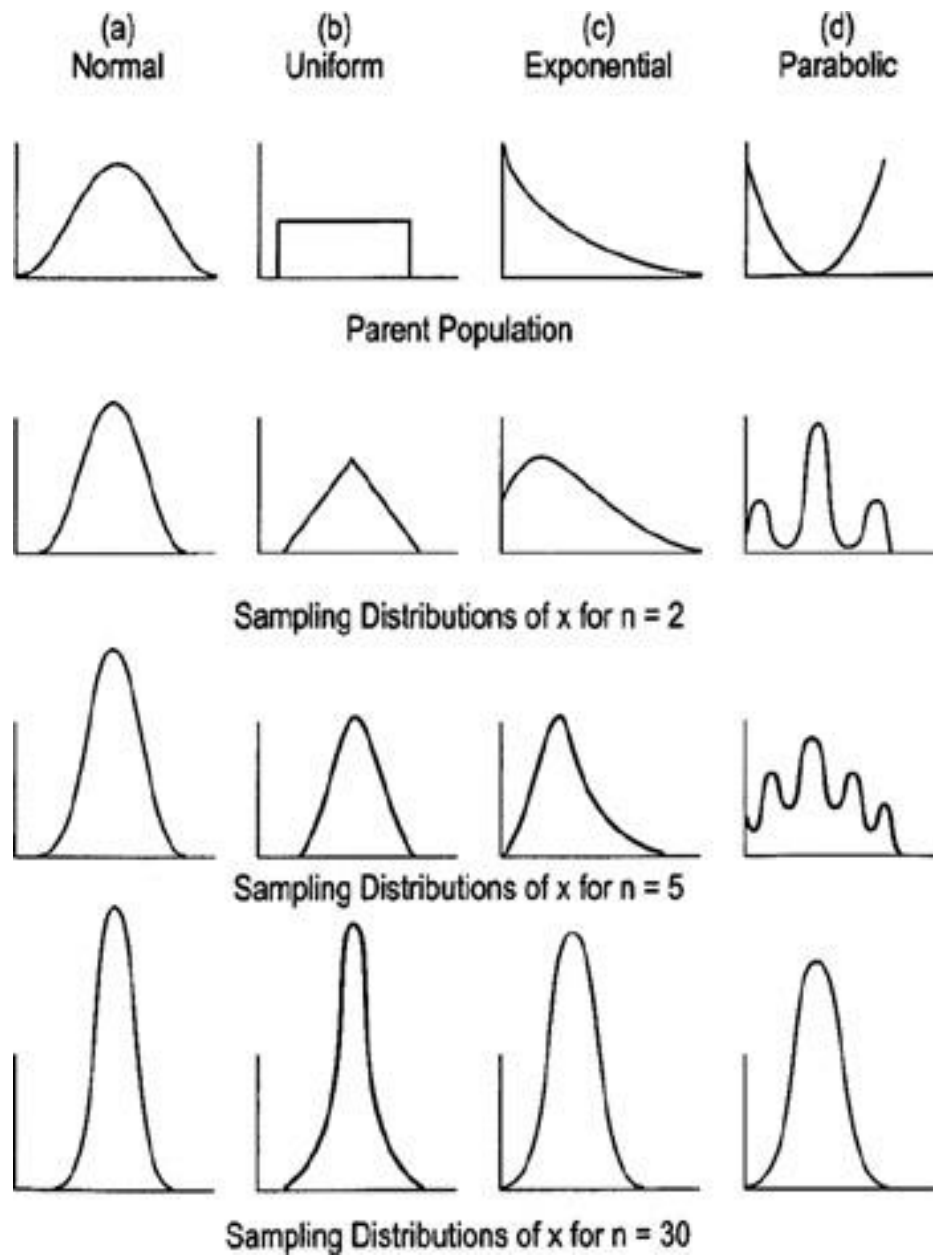 (a) (b) (c) (d)
Normal Uniform Exponential Parabolic
Parent Population
Sampling Distributions of x for n = 2
Sampling Distributions of x for n = 5
Sampling Distributions of x for n = 30